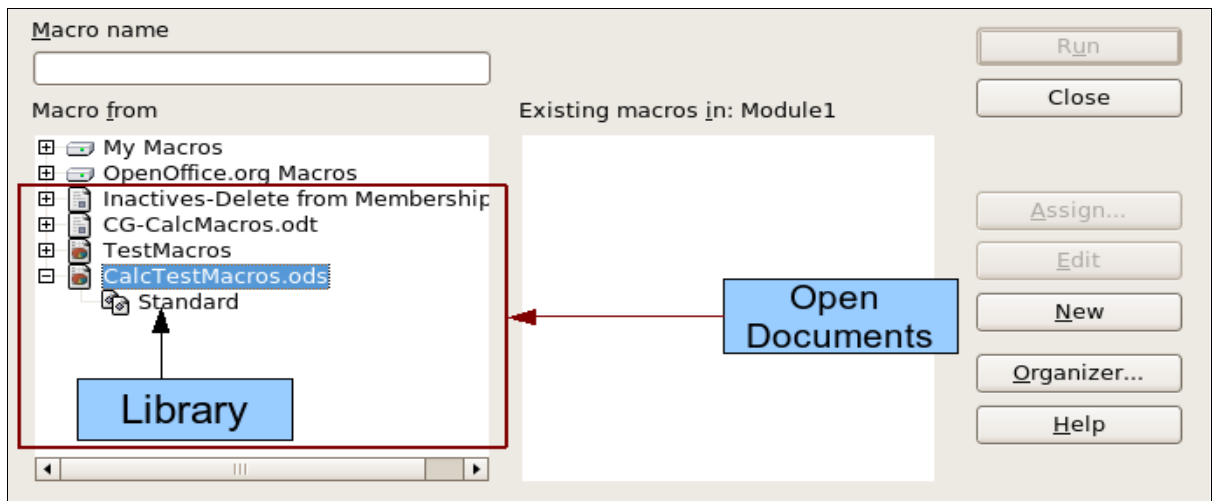 Macro name
Run
Close
Macro from
Existing macros in: Module1
My Macros
OpenOffice.org Macros
Inactives-Delete from Membership
CG-CalcMacros.odt
TestMacros
CalcTestMacros.ods
Standard
Library
Open
Documents
Assign...
Edit
New
Organizer...
Help